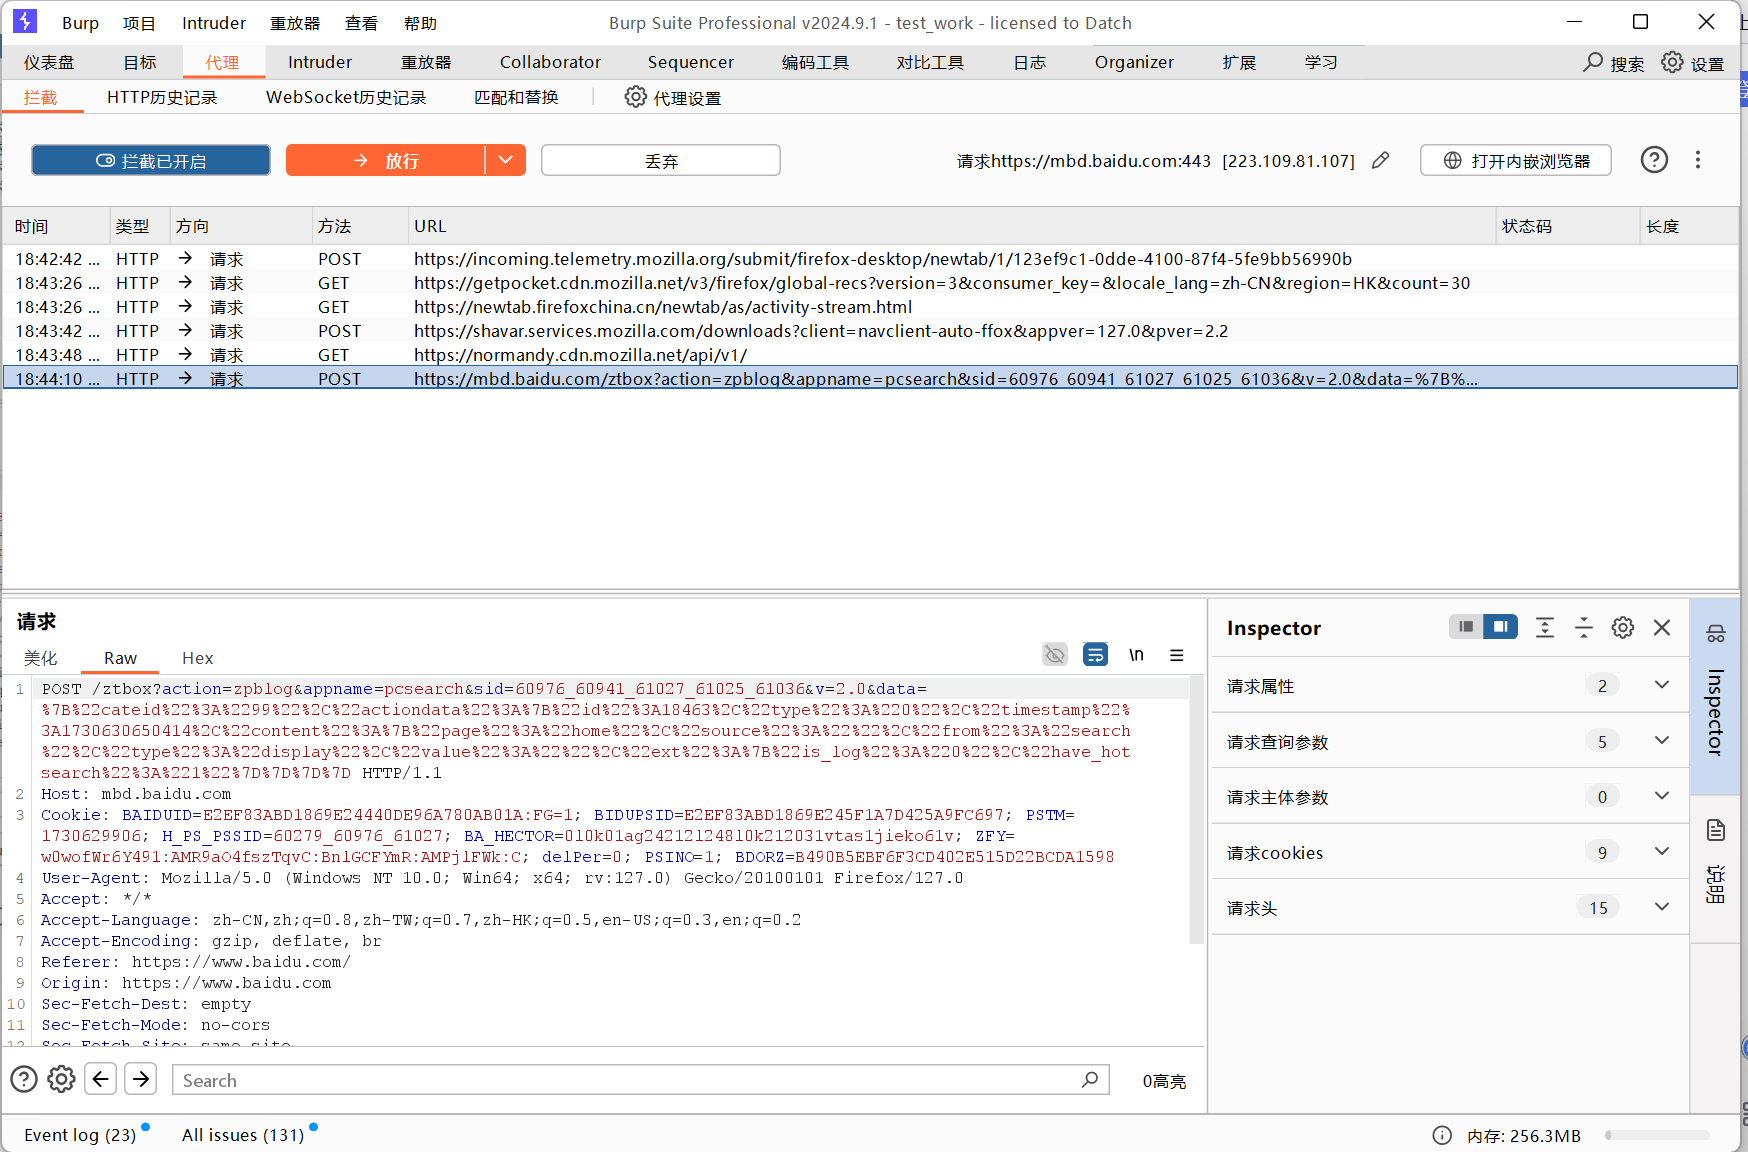 Burp 项目 Intruder 重放器 查看 帮助 Burp Suite Professional v2024.9.1 - test_work - licensed to Datch
仪表盘 目标 代理 Intruder 重放器 Collaborator Sequencer 编码工具 对比工具 日志 Organizer 扩展 学习 搜索 设置
拦截 HTTP历史记录 WebSocket历史记录 匹配和替换 代理设置
拦截已开启 放行 丢弃 请求https://mbd.baidu.com:443 [223.109.81.107] 打开内嵌浏览器
时间 类型 方向 方法 URL 状态码 长度
18:42:42 ... HTTP → 请求 POST https://incoming.telemetry.mozilla.org/submit/firefox-desktop/newtab/1/123ef9c1-0dde-4100-87f4-5fe9bb56990b
18:43:26 ... HTTP → 请求 GET https://getpocket.cdn.mozilla.net/v3/firefox/global-recs?version=3&consumer_key=&locale_lang=zh-CN&region=HK&count=30
18:43:26 ... HTTP → 请求 GET https://newtab.firefoxchina.cn/newtab/as/activity-stream.html
18:43:42 ... HTTP → 请求 POST https://shavar.services.mozilla.com/downloads?client=navclient-auto-ffox&appver=127.0&pver=2.2
18:43:48 ... HTTP → 请求 GET https://normandy.cdn.mozilla.net/api/v1/
18:44:10 ... HTTP → 请求 POST https://mbd.baidu.com/ztbox?action=zpblog&appname=pcsearch&sid=60976_60941_61027_61025_61036&v=2.0&data=%7B%...
请求
美化 Raw Hex \n
1 POST /ztbox?action=zpblog&appname=pcsearch&sid=60976_60941_61027_61025_61036&v=2.0&data=
%7B%22cateid%22%3A%2299%22%2C%22actiondata%22%3A%7B%22id%22%3A18463%2C%22type%22%3A%220%22%2C%22timestamp%22%
3A1730630650414%2C%22content%22%3A%7B%22page%22%3A%22home%22%2C%22source%22%3A%22%22%2C%22from%22%3A%22search
%22%2C%22type%22%3A%22display%22%2C%22value%22%3A%22%22%2C%22ext%22%3A%7B%22is_log%22%3A%220%22%2C%22have_hot
search%22%3A%221%22%7D%7D%7D%7D HTTP/1.1
2 Host: mbd.baidu.com
3 Cookie: BAIDUID=E2EF83ABD1869E24440DE96A780AB01A:FG=1; BIDUPSID=E2EF83ABD1869E245F1A7D425A9FC697; PSTM=
1730629906; H_PS_PSSID=60279_60976_61027; BA_HECTOR=0l0k01ag24212l248l0k212031vtas1jieko61v; ZFY=
w0wofWr6Y491:AMR9aO4fszTqvC:BnlGCFYmR:AMPjlFWk:C; delPer=0; PSINO=1; BDORZ=B490B5EBF6F3CD402E515D22BCDA1598
4 User-Agent: Mozilla/5.0 (Windows NT 10.0; Win64; x64; rv:127.0) Gecko/20100101 Firefox/127.0
5 Accept: */*
6 Accept-Language: zh-CN,zh;q=0.8,zh-TW;q=0.7,zh-HK;q=0.5,en-US;q=0.3,en;q=0.2
7 Accept-Encoding: gzip, deflate, br
8 Referer: https://www.baidu.com/
9 Origin: https://www.baidu.com
10 Sec-Fetch-Dest: empty
11 Sec-Fetch-Mode: no-cors
12 Sec-Fetch-Site: same-site
Search 0高亮
Inspector
请求属性 2
请求查询参数 5
请求主体参数 0
请求cookies 9
请求头 15
Inspector
说明
Event log (23) All issues (131) 内存: 256.3MB